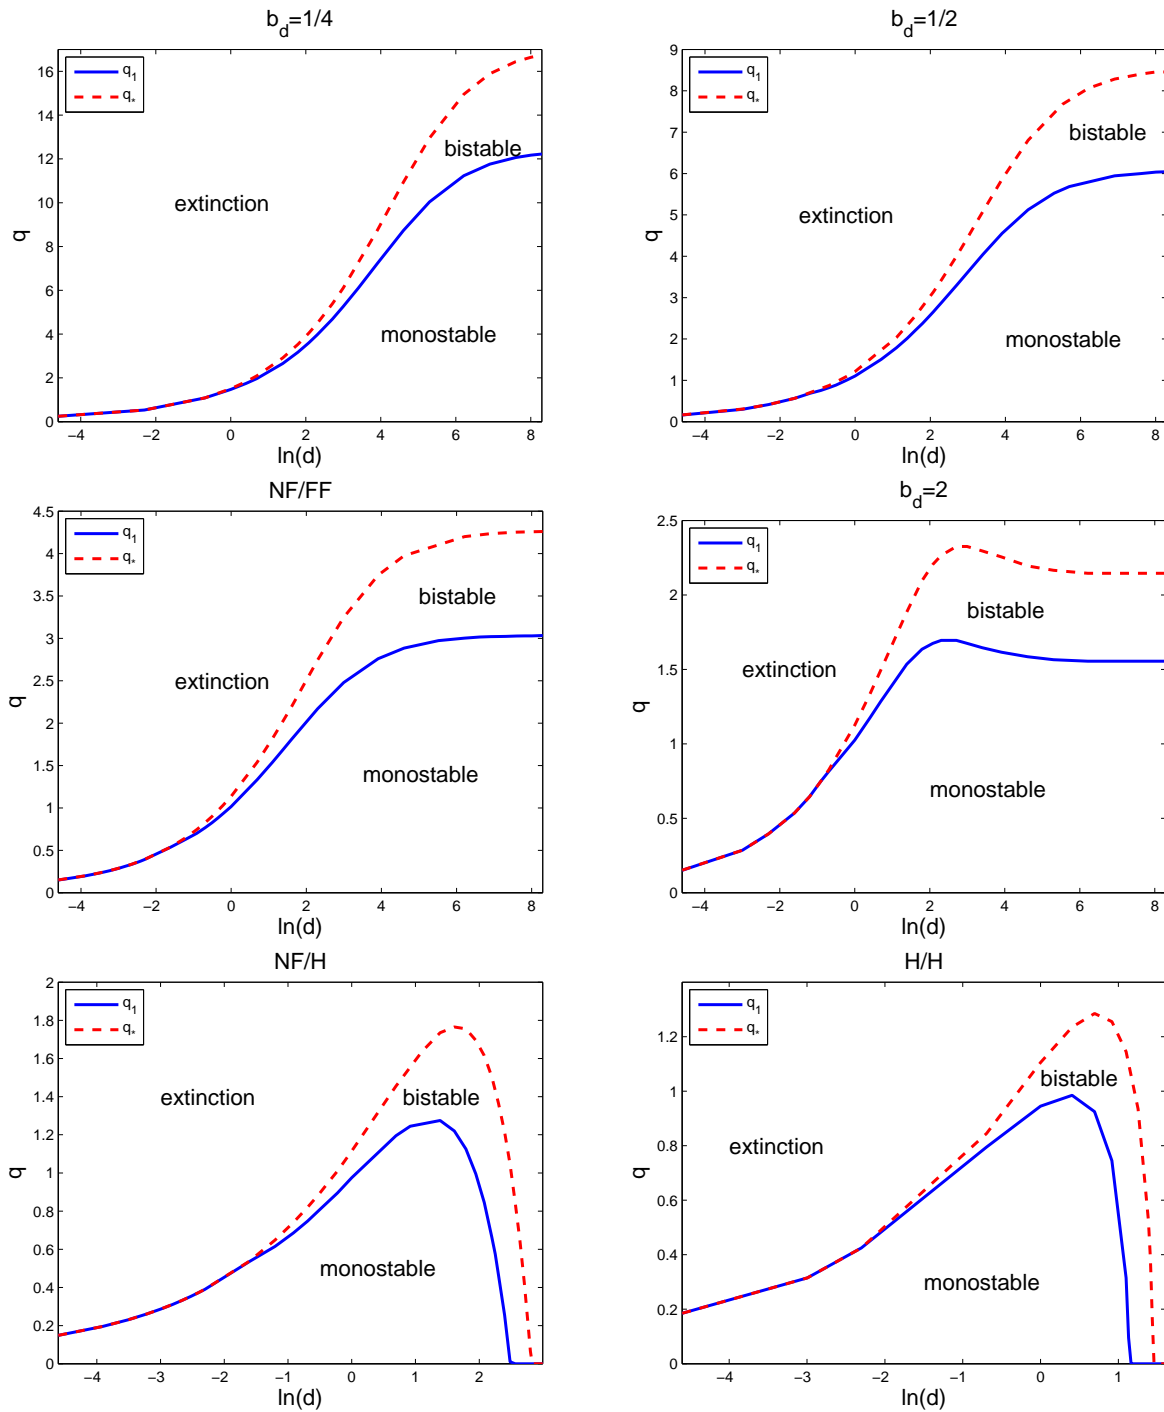 b_d=1/4
q_1
q_*
extinction
bistable
monostable
q
0
2
4
6
8
10
12
14
16
−4
−2
0
2
4
6
8
ln(d)
b_d=1/2
q_1
q_*
extinction
bistable
monostable
q
0
1
2
3
4
5
6
7
8
9
−4
−2
0
2
4
6
8
ln(d)
NF/FF
q_1
q_*
extinction
bistable
monostable
q
0
0.5
1
1.5
2
2.5
3
3.5
4
4.5
−4
−2
0
2
4
6
8
ln(d)
b_d=2
q_1
q_*
extinction
bistable
monostable
q
0
0.5
1
1.5
2
2.5
−4
−2
0
2
4
6
8
ln(d)
NF/H
q_1
q_*
extinction
bistable
monostable
q
0
0.2
0.4
0.6
0.8
1
1.2
1.4
1.6
1.8
2
−4
−3
−2
−1
0
1
2
ln(d)
H/H
q_1
q_*
extinction
bistable
monostable
q
0
0.2
0.4
0.6
0.8
1
1.2
−4
−3
−2
−1
0
1
ln(d)